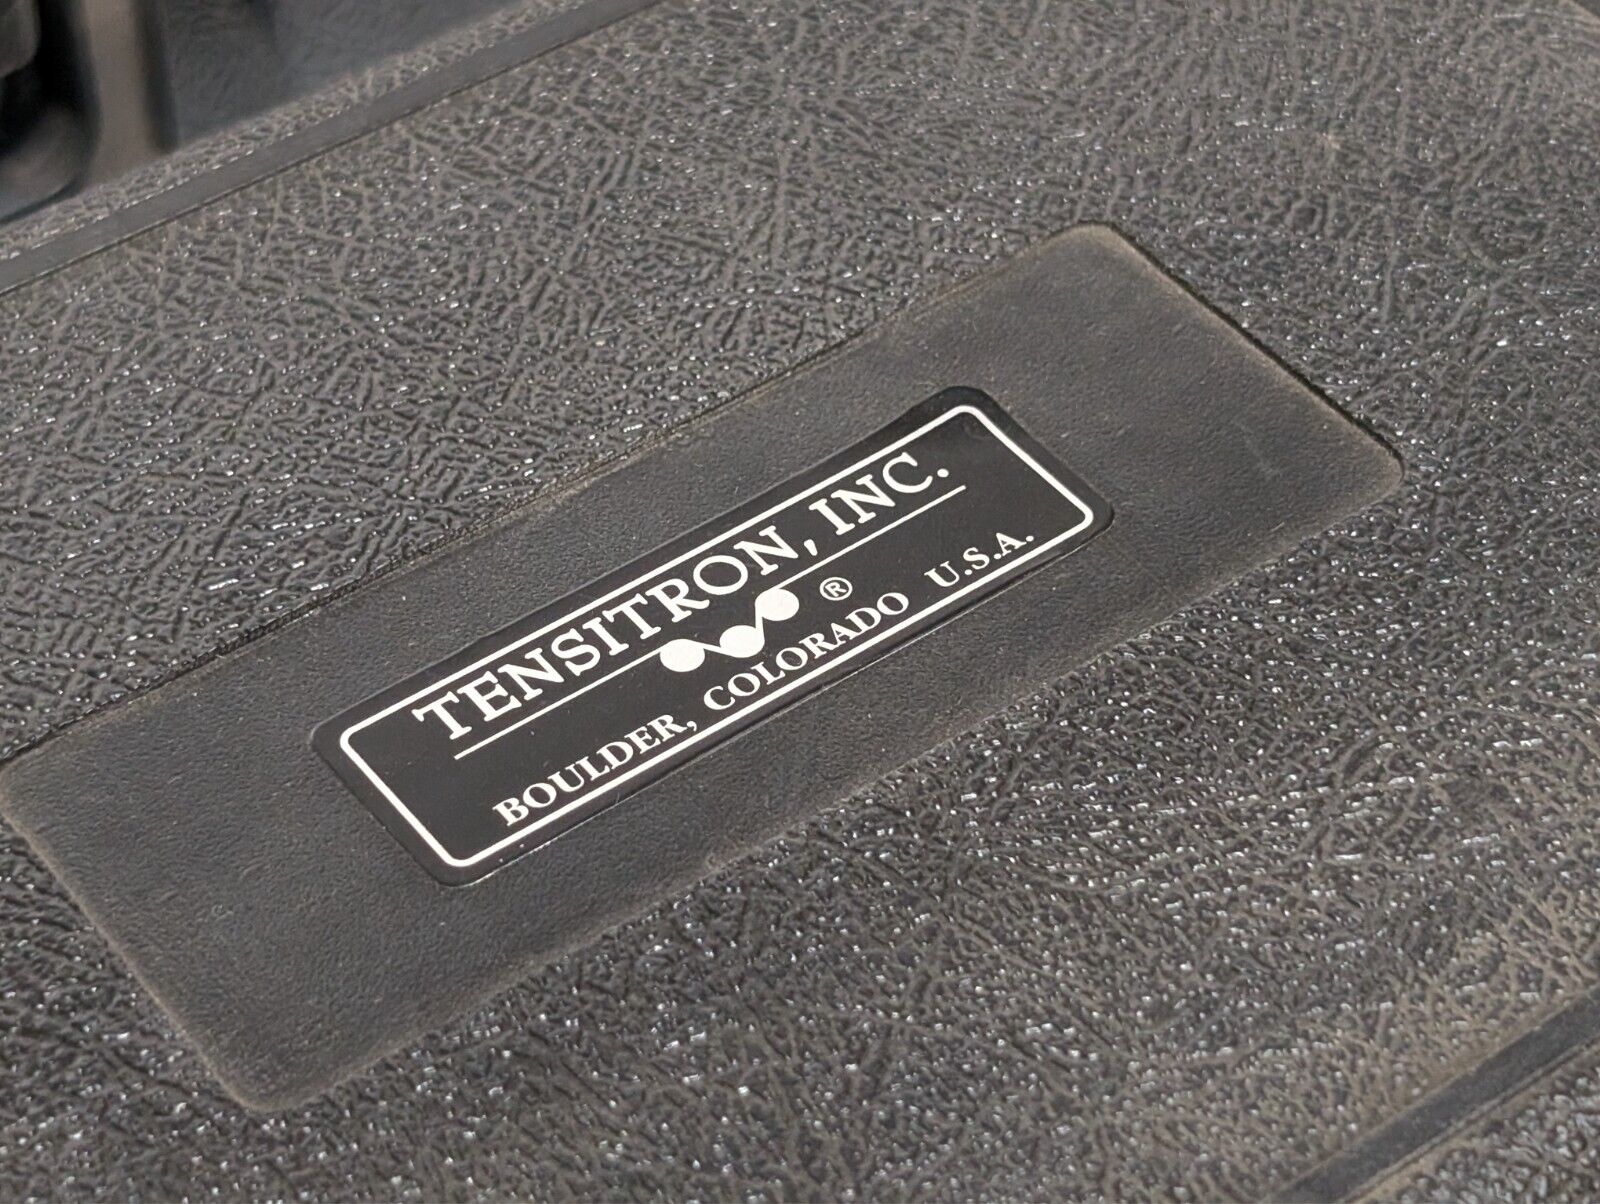 TENSITRON, INC.
®
BOULDER, COLORADO U.S.A.